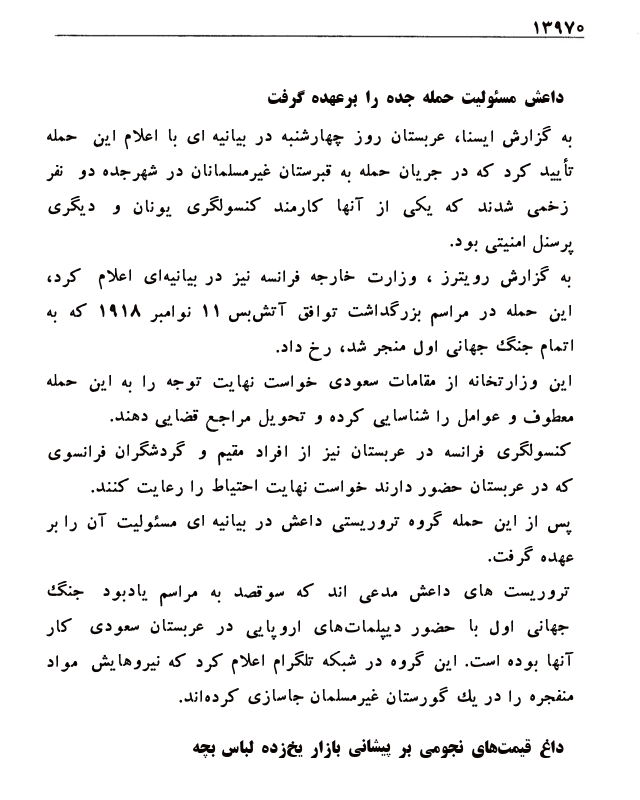 ۱۳۹۷۰
داعش مسئولیت حمله جده را برعهده گرفت
به گزارش ایسنا، عربستان روز چهارشنبه در بیانیه ای با اعلام این حمله
تأیید کرد که در جریان حمله به قبرستان غیرمسلمانان در شهرجده دو نفر
زخمی شدند که یکی از آنها کارمند کنسولگری یونان و دیگری
پرسنل امنیتی بود.
به گزارش رویترز ، وزارت خارجه فرانسه نیز در بیانیه‌ای اعلام کرد،
این حمله در مراسم بزرگداشت توافق آتش‌بس ۱۱ نوامبر ۱۹۱۸ که به
اتمام جنگ جهانی اول منجر شد، رخ داد.
این وزارتخانه از مقامات سعودی خواست نهایت توجه را به این حمله
معطوف و عوامل را شناسایی کرده و تحویل مراجع قضایی دهند.
کنسولگری فرانسه در عربستان نیز از افراد مقیم و گردشگران فرانسوی
که در عربستان حضور دارند خواست نهایت احتیاط را رعایت کنند.
پس از این حمله گروه تروریستی داعش در بیانیه ای مسئولیت آن را بر
عهده گرفت.
تروریست های داعش مدعی اند که سوقصد به مراسم یادبود جنگ
جهانی اول با حضور دیپلمات‌های اروپایی در عربستان سعودی کار
آنها بوده است. این گروه در شبکه تلگرام اعلام کرد که نیروهایش مواد
منفجره را در یك گورستان غیرمسلمان جاسازی کرده‌اند.
داغ قیمت‌های نجومی بر پیشانی بازار یخ‌زده لباس بچه